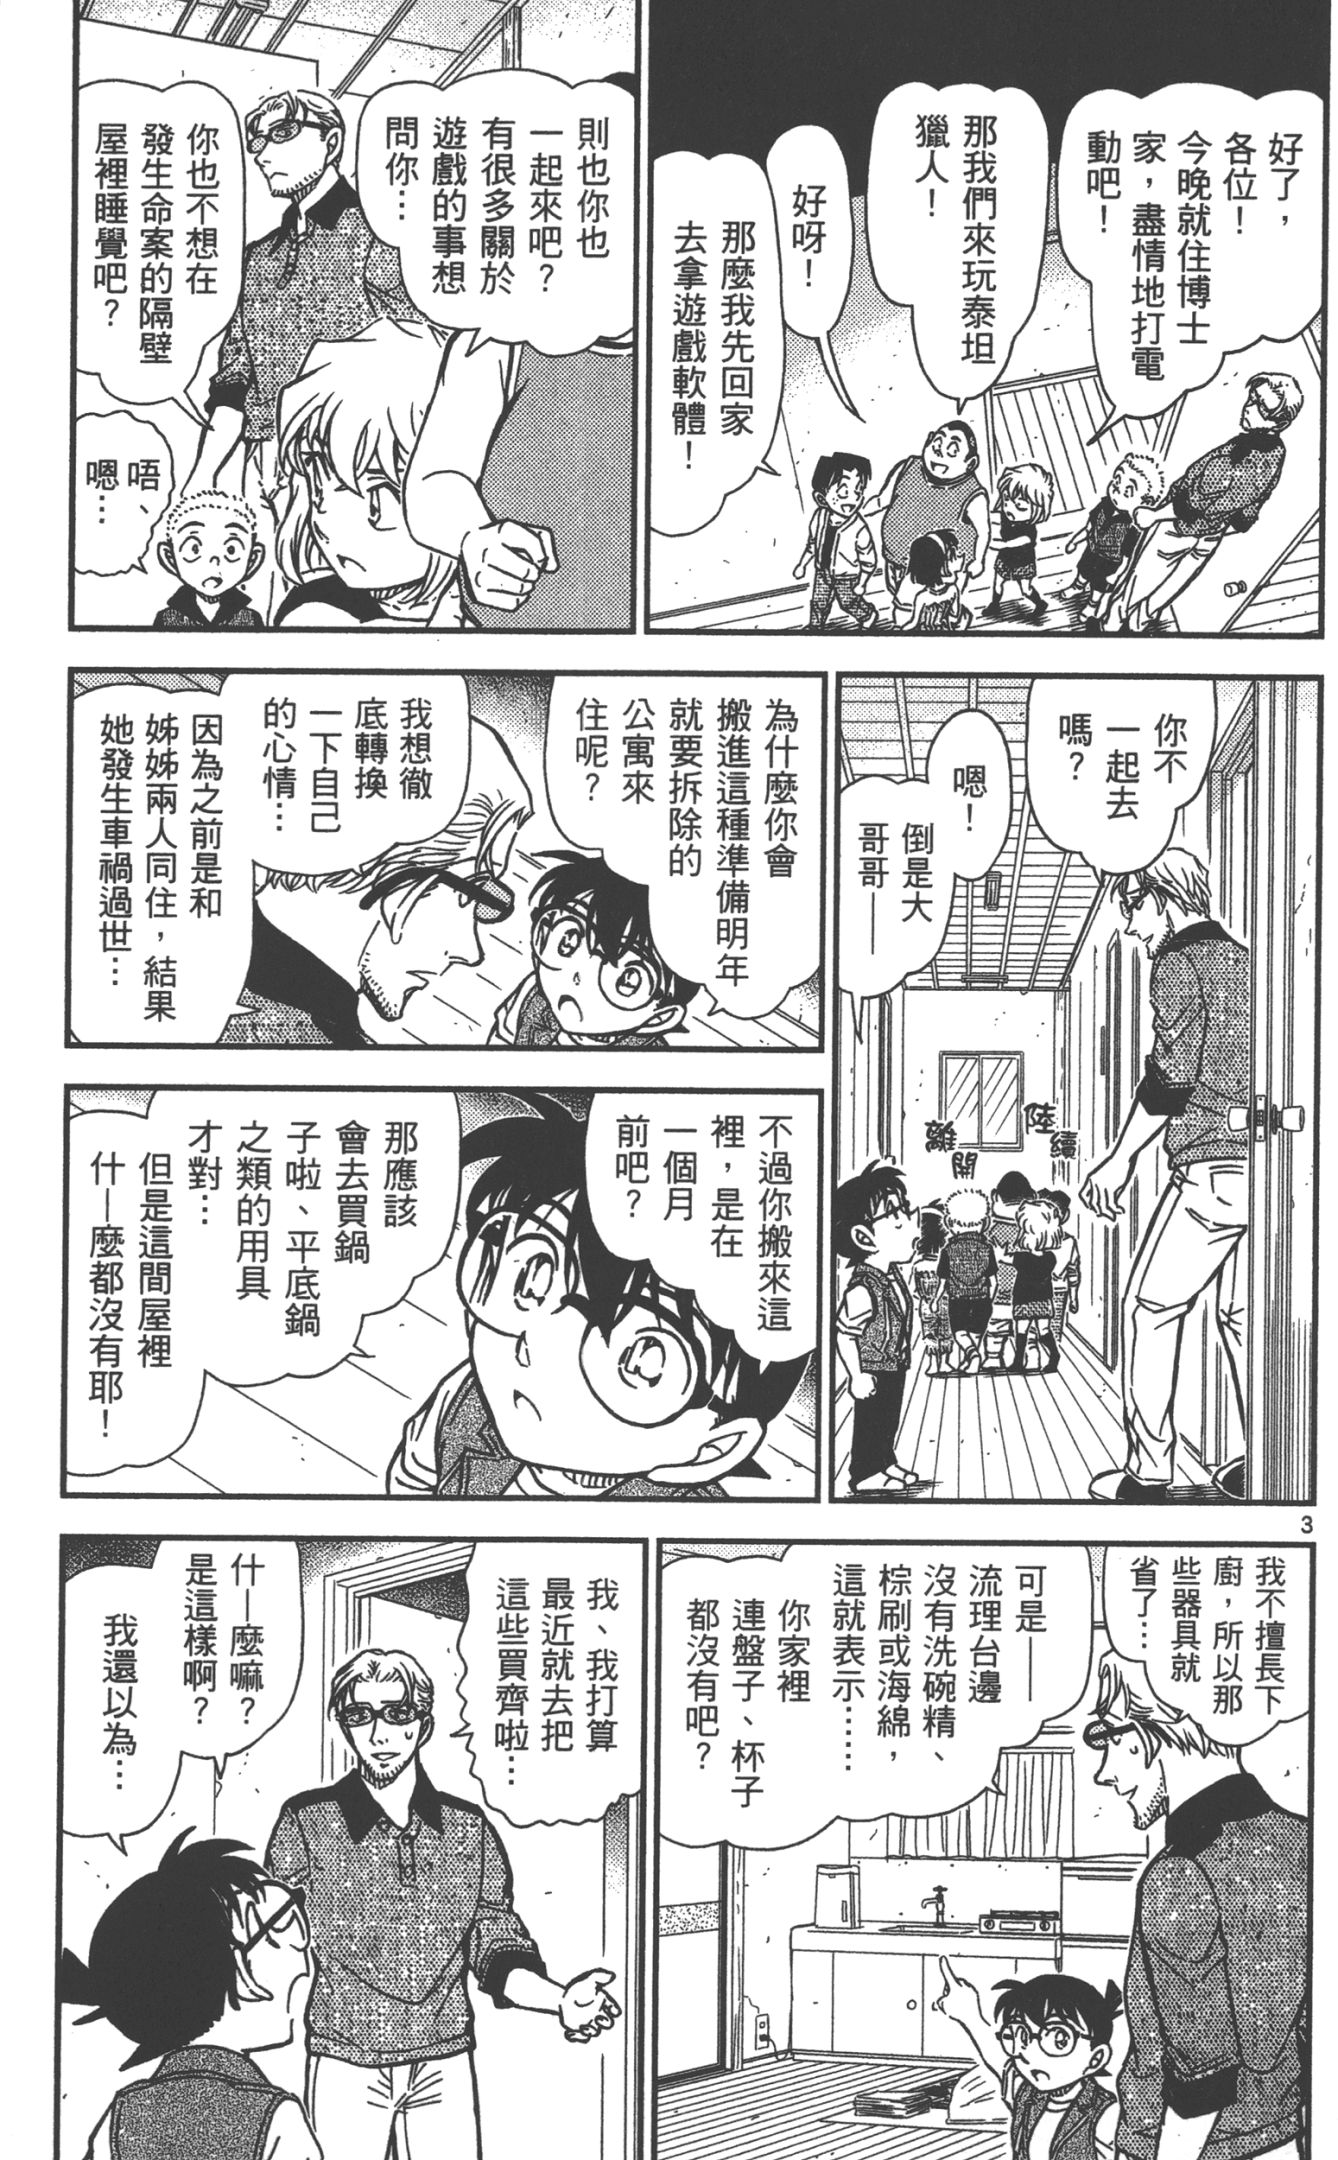 好了，
各位！
今晚就住博士
家，盡情地打電
動吧！
那我們來玩泰坦
獵人！
好呀！
那麼我先回家
去拿遊戲軟體！
則也你也
一起來吧？
有很多關於
遊戲的事想
問你…
你也不想在
發生命案的隔壁
屋裡睡覺吧？
唔、
嗯…
你不
一起去
嗎？
嗯！
倒是大
哥哥—
陸續
離開
為什麼你會
搬進這種準備明年
就要拆除的
公寓來
住呢？
我想徹
底轉換
一下自己
的心情…
因為之前是和
姊姊兩人同住，結果
她發生車禍過世…
不過你搬來這
裡，是在
一個月
前吧？
那應該
會去買鍋
子啦、平底鍋
之類的用具
才對…
但是這間屋裡
什—麼都沒有耶！
3
我不擅長下
廚，所以那
些器具就
省了…
可是—
流理台邊
沒有洗碗精、
棕刷或海綿，
這就表示……
你家裡
連盤子、杯子
都沒有吧？
我、我打算
最近就去把
這些買齊啦…
什—麼嘛？
是這樣啊？
我還以為…